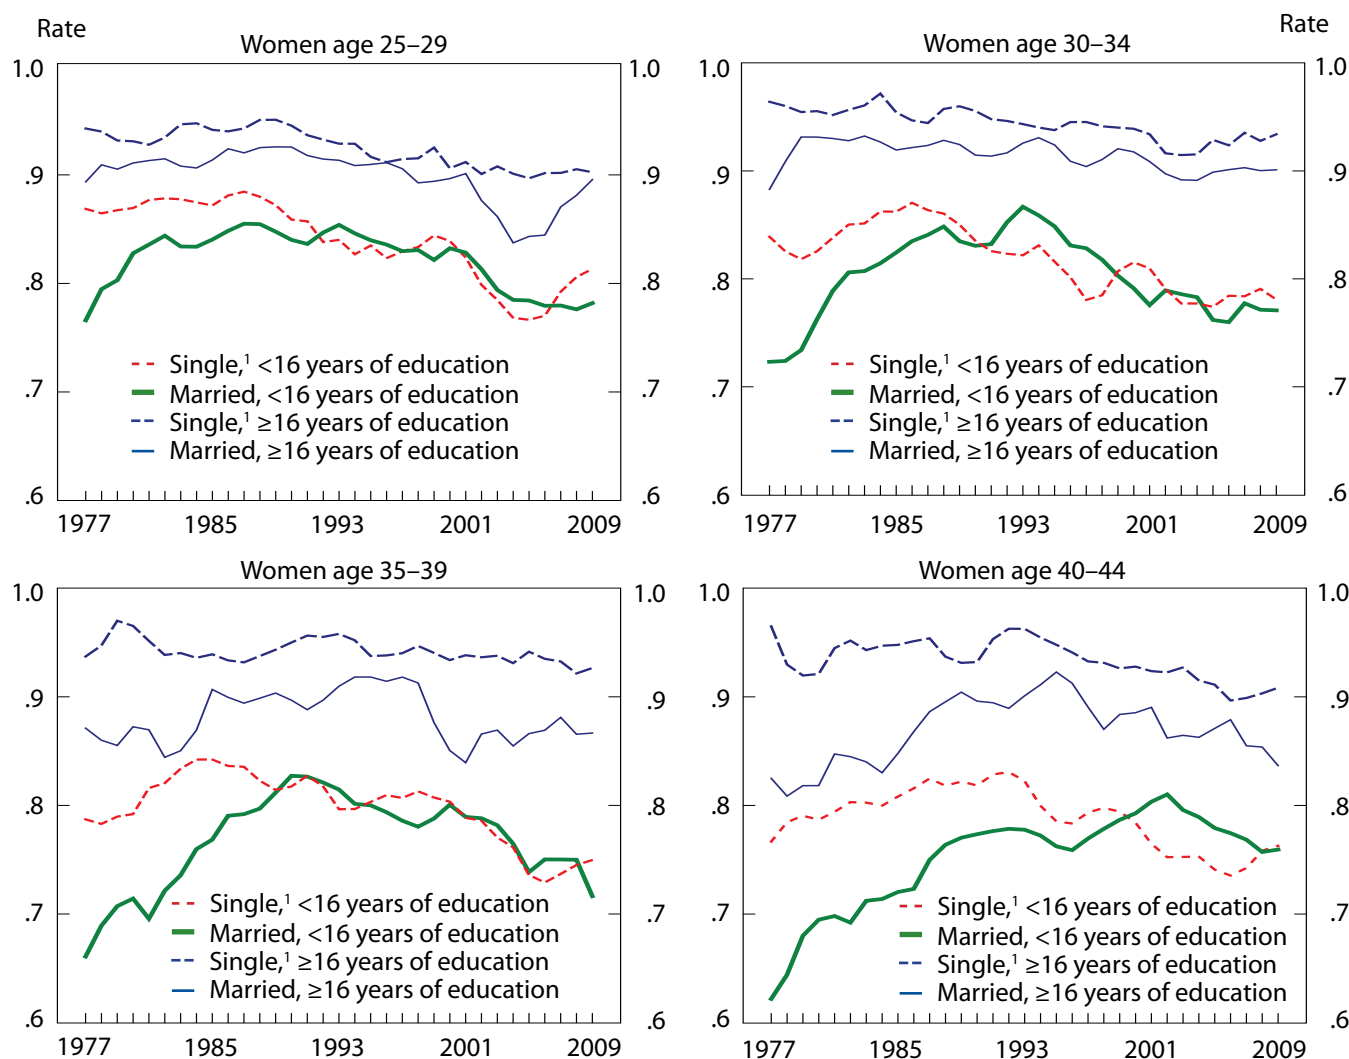 Rate
Rate
Women age 25–29
1.0
.9
.8
.7
.6
1.0
.9
.8
.7
.6
Single,¹ <16 years of education
Married, <16 years of education
Single,¹ ≥16 years of education
Married, ≥16 years of education
1977 1985 1993 2001 2009
Women age 30–34
1.0
.9
.8
.7
.6
1.0
.9
.8
.7
.6
Single,¹ <16 years of education
Married, <16 years of education
Single,¹ ≥16 years of education
Married, ≥16 years of education
1977 1985 1993 2001 2009
Women age 35–39
1.0
.9
.8
.7
.6
1.0
.9
.8
.7
.6
Single,¹ <16 years of education
Married, <16 years of education
Single,¹ ≥16 years of education
Married, ≥16 years of education
1977 1985 1993 2001 2009
Women age 40–44
1.0
.9
.8
.7
.6
1.0
.9
.8
.7
.6
Single,¹ <16 years of education
Married, <16 years of education
Single,¹ ≥16 years of education
Married, ≥16 years of education
1977 1985 1993 2001 2009